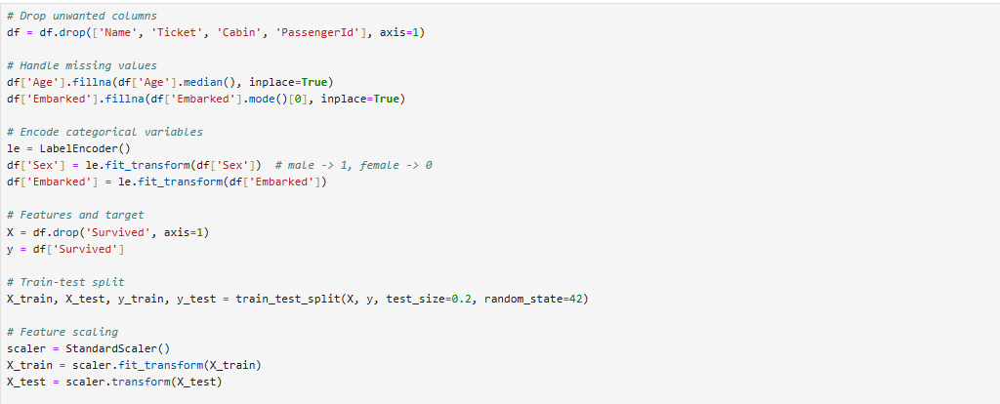 # Drop unwanted columns
df = df.drop(['Name', 'Ticket', 'Cabin', 'PassengerId'], axis=1)
# Handle missing values
df['Age'].fillna(df['Age'].median(), inplace=True)
df['Embarked'].fillna(df['Embarked'].mode()[0], inplace=True)
# Encode categorical variables
le = LabelEncoder()
df['Sex'] = le.fit_transform(df['Sex'])  # male -> 1, female -> 0
df['Embarked'] = le.fit_transform(df['Embarked'])
# Features and target
X = df.drop('Survived', axis=1)
y = df['Survived']
# Train-test split
X_train, X_test, y_train, y_test = train_test_split(X, y, test_size=0.2, random_state=42)
# Feature scaling
scaler = StandardScaler()
X_train = scaler.fit_transform(X_train)
X_test = scaler.transform(X_test)